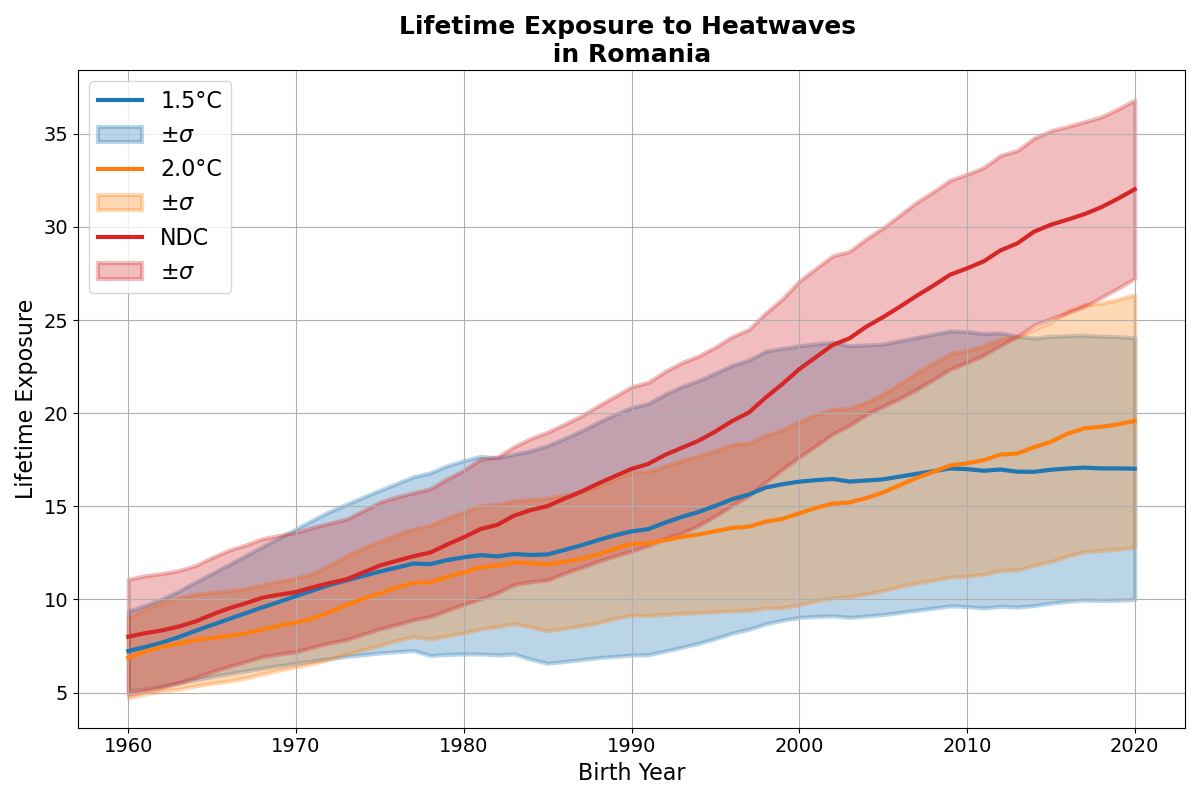 Lifetime Exposure to Heatwaves
in Romania
1.5°C
±σ
2.0°C
±σ
NDC
±σ
Lifetime Exposure
35
30
25
20
15
10
5
1960 1970 1980 1990 2000 2010 2020
Birth Year